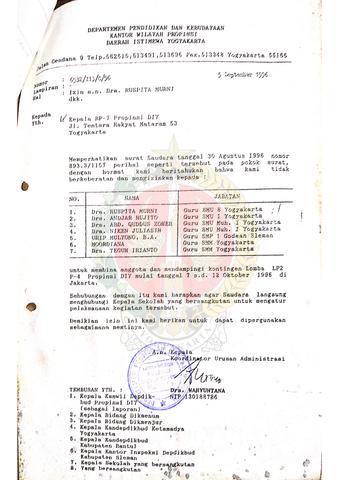 DEPARTEMEN PENDIDIKAN DAN KEBUDAYAAN
KANTOR WILAYAH PROPINSI
DAERAH ISTIMEWA YOGYAKARTA
Jalan Cendana 9 Telp.562615,513491,513696 Fax.513348 Yogyakarta 55166
Nomor :
5 September 1996
Lampiran :
Hal : Izin a.n. Dra. RUSPITA MURNI
dkk.
Kepada
Yth. Kepala BP-7 Propinsi DIY
Jl. Tentara Rakyat Mataram 53
Yogyakarta
Memperhatikan surat Saudara tanggal 30 Agustus 1996 nomor
893.3/1157 perihal seperti tersebut pada pokok surat,
dengan hormat kami beritahukan bahwa kami tidak
berkeberatan dan mengizinkan kepada :
NO. NAMA JABATAN
1. Dra. RUSPITA MURNI Guru SMU 8 Yogyakarta
2. Dra. ANDJAR RUJITO Guru SMU 1 Yogyakarta
3. Drs. ABD. QUDDUS ZOHER Guru SMU Muh. 2 Yogyakarta
4. Dra. NIKEN JULIASIH Guru SMU Muh. 2 Yogyakarta
5. URIP MULYONO, B.A. Guru SMP 1 Godean Sleman
6. MOORDIANA Guru SMM Yogyakarta
7. Drs. TEGUH IRIANTO Guru SMM Yogyakarta
untuk membina anggota dan mendampingi kontingen Lomba LP2
P-4 Propinsi DIY mulai tanggal 7 s.d. 12 Oktober 1996 di
Jakarta.
Sehubungan dengan itu kami harapkan agar Saudara langsung
menghubungi Kepala Sekolah yang bersangkutan untuk mengatur
pelaksanaan kegiatan tersebut.
Demikian izin ini kami berikan untuk dapat dipergunakan
sebagaimana mestinya.
A.n. Kepala
Koordinator Urusan Administrasi
Dra. WAHYUNTANA
NIP 130188786
TEMBUSAN YTH. :
1. Kepala Kanwil Depdik-
bud Propinsi DIY
(sebagai laporan)
2. Kepala Bidang Dikmenum
3. Kepala Bidang Dikmenjur
4. Kepala Kandepdikbud Kotamadya
Yogyakarta
5. Kepala Kandepdikbud
Kabupaten Bantul
6. Kepala Kantor Inspeksi Depdikbud
Kabupaten Sleman
7. Kepala Sekolah yang bersangkutan
8. Yang bersangkutan